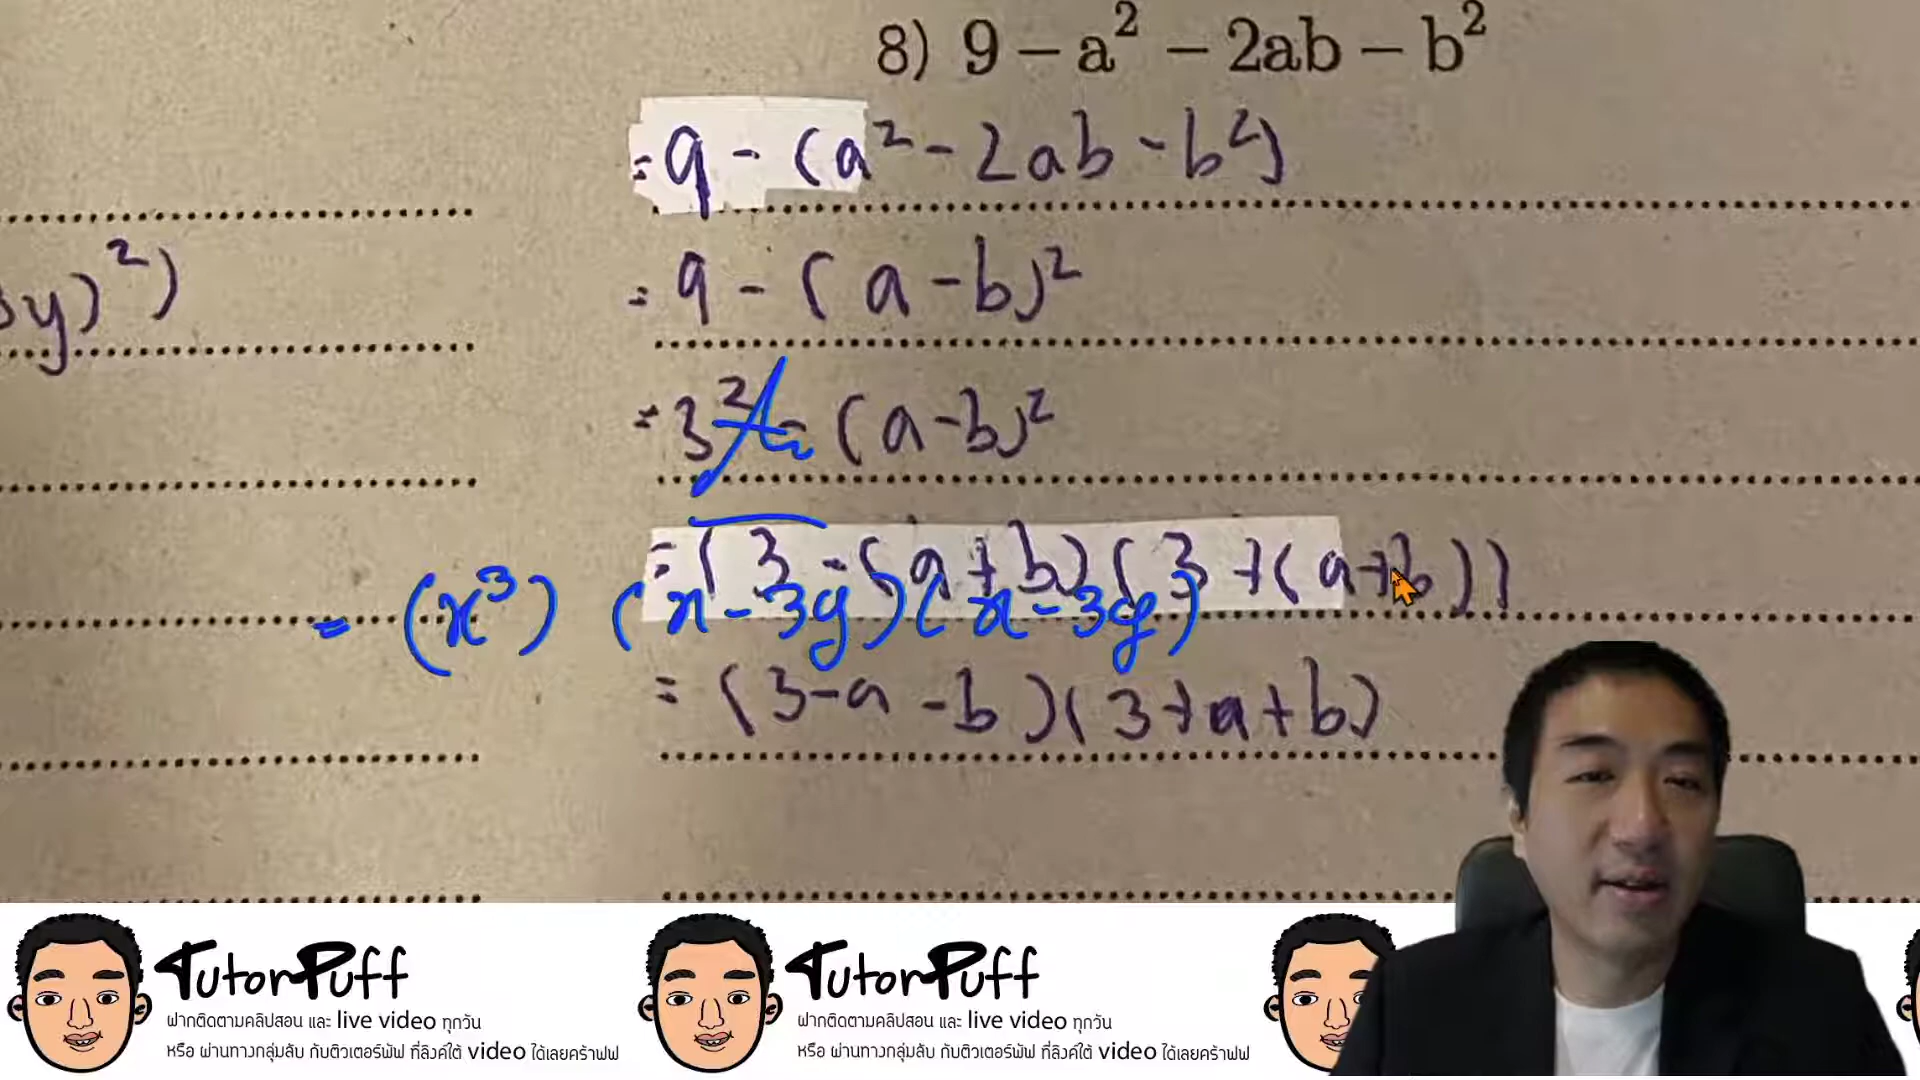 8) 9 − a² − 2ab − b²
= 9 - (a² - 2ab - b²)
3y)²)
= 9 - (a - b)²
= 3² - (a - b)²
= (3 - (a + b)(3 + (a + b))
= (x³) (x - 3y)(x - 3y)
= (3 - a - b)(3 + a + b)
TutorPuff
ฝากติดตามคลิปสอน และ live video ทุกวัน
หรือ ผ่านทางกลุ่มลับ กับติวเตอร์พัฟ ที่ลิงค์ใต้ video ได้เลยคร้าฟฟ
TutorPuff
ฝากติดตามคลิปสอน และ live video ทุกวัน
หรือ ผ่านทางกลุ่มลับ กับติวเตอร์พัฟ ที่ลิงค์ใต้ video ได้เลยคร้าฟฟ